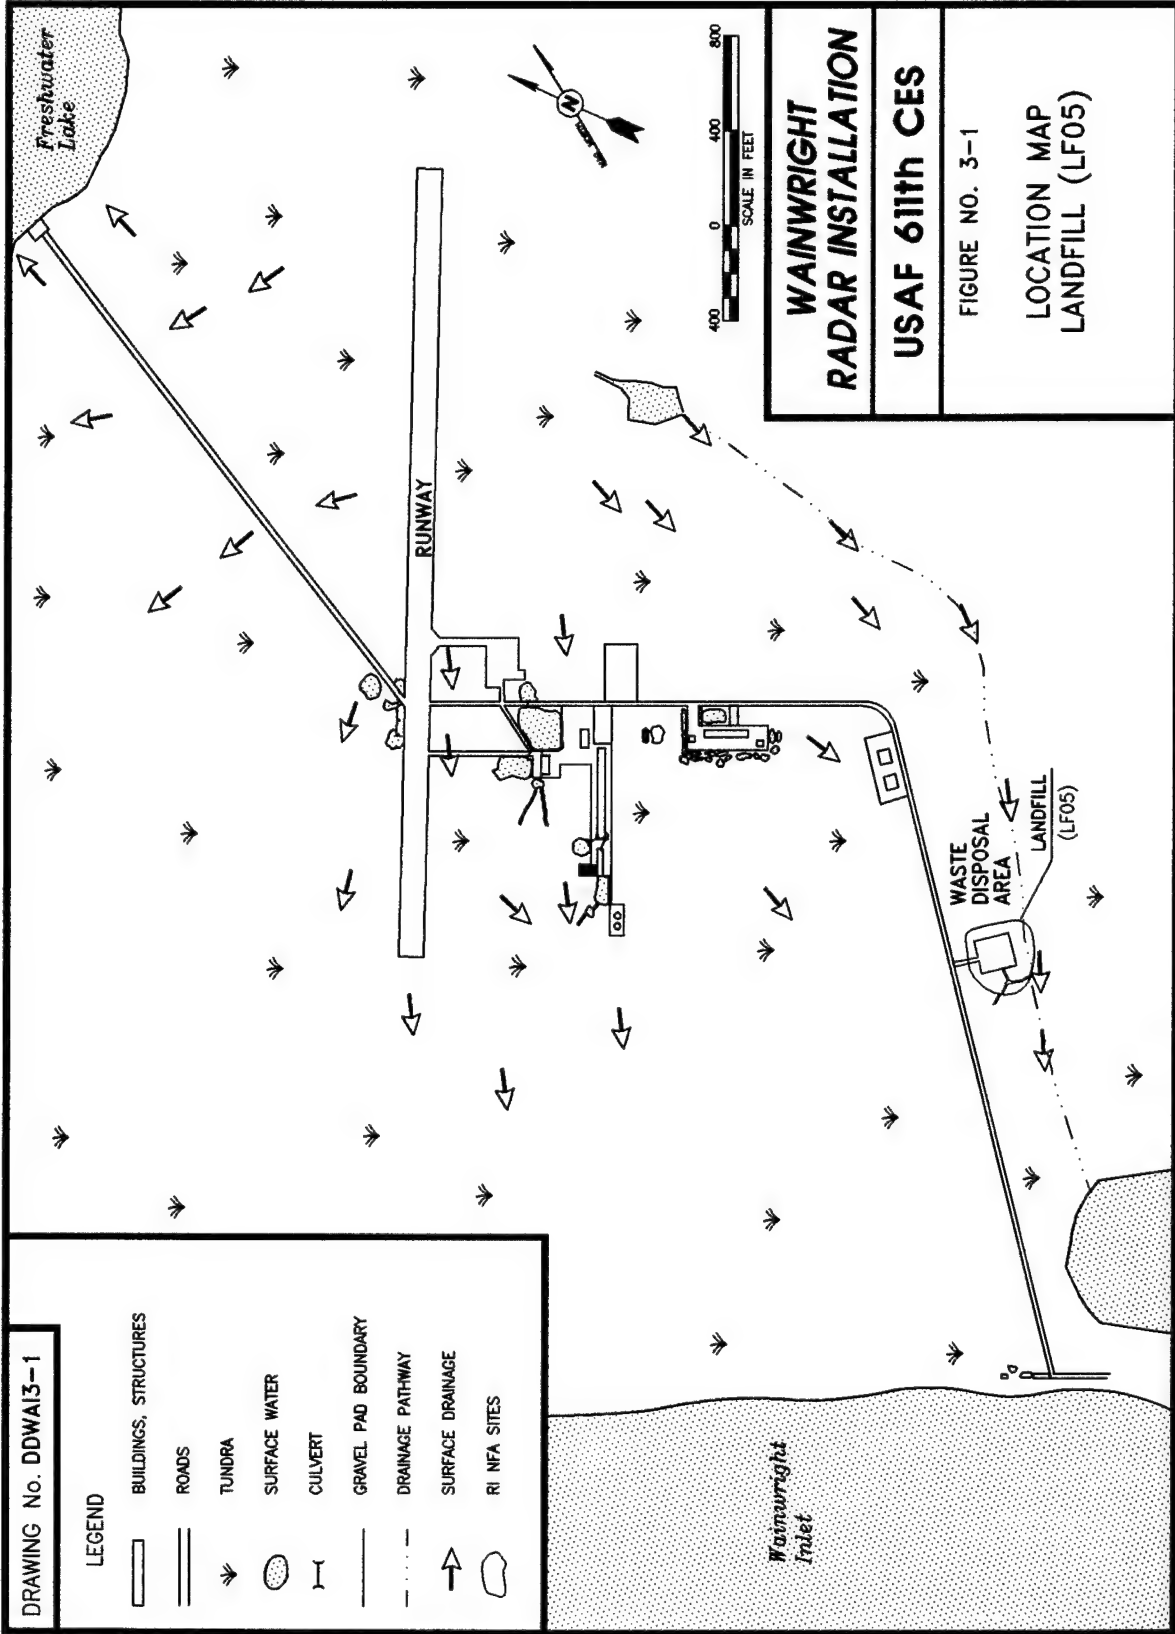 DRAWING No. DDWA13-1
LEGEND
BUILDINGS, STRUCTURES
ROADS
TUNDRA
SURFACE WATER
CULVERT
GRAVEL PAD BOUNDARY
DRAINAGE PATHWAY
SURFACE DRAINAGE
RI NFA SITES
Freshwater
Lake
RUNWAY
N
WASTE
DISPOSAL
AREA
LANDFILL
(LF05)
Wainwright
Inlet
400 0 400 800
SCALE IN FEET
WAINWRIGHT
RADAR INSTALLATION
USAF 611th CES
FIGURE NO. 3-1
LOCATION MAP
LANDFILL (LF05)